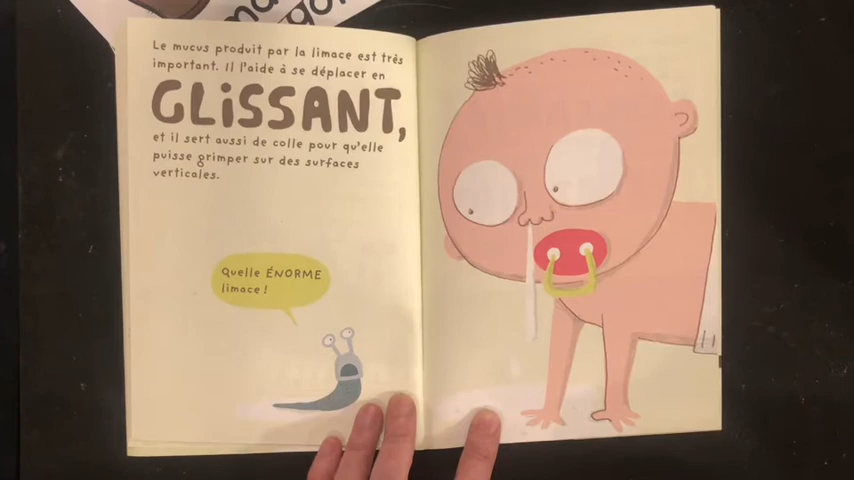 Le mucus produit par la limace est très
important. Il l'aide à se déplacer en
GLISSANT,
et il sert aussi de colle pour qu'elle
puisse grimper sur des surfaces
verticales.
Quelle ÉNORME
limace !